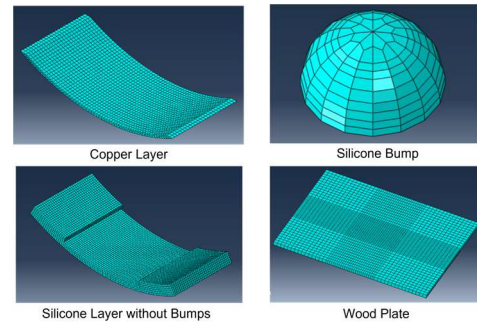 Copper Layer
Silicone Bump
Silicone Layer without Bumps
Wood Plate